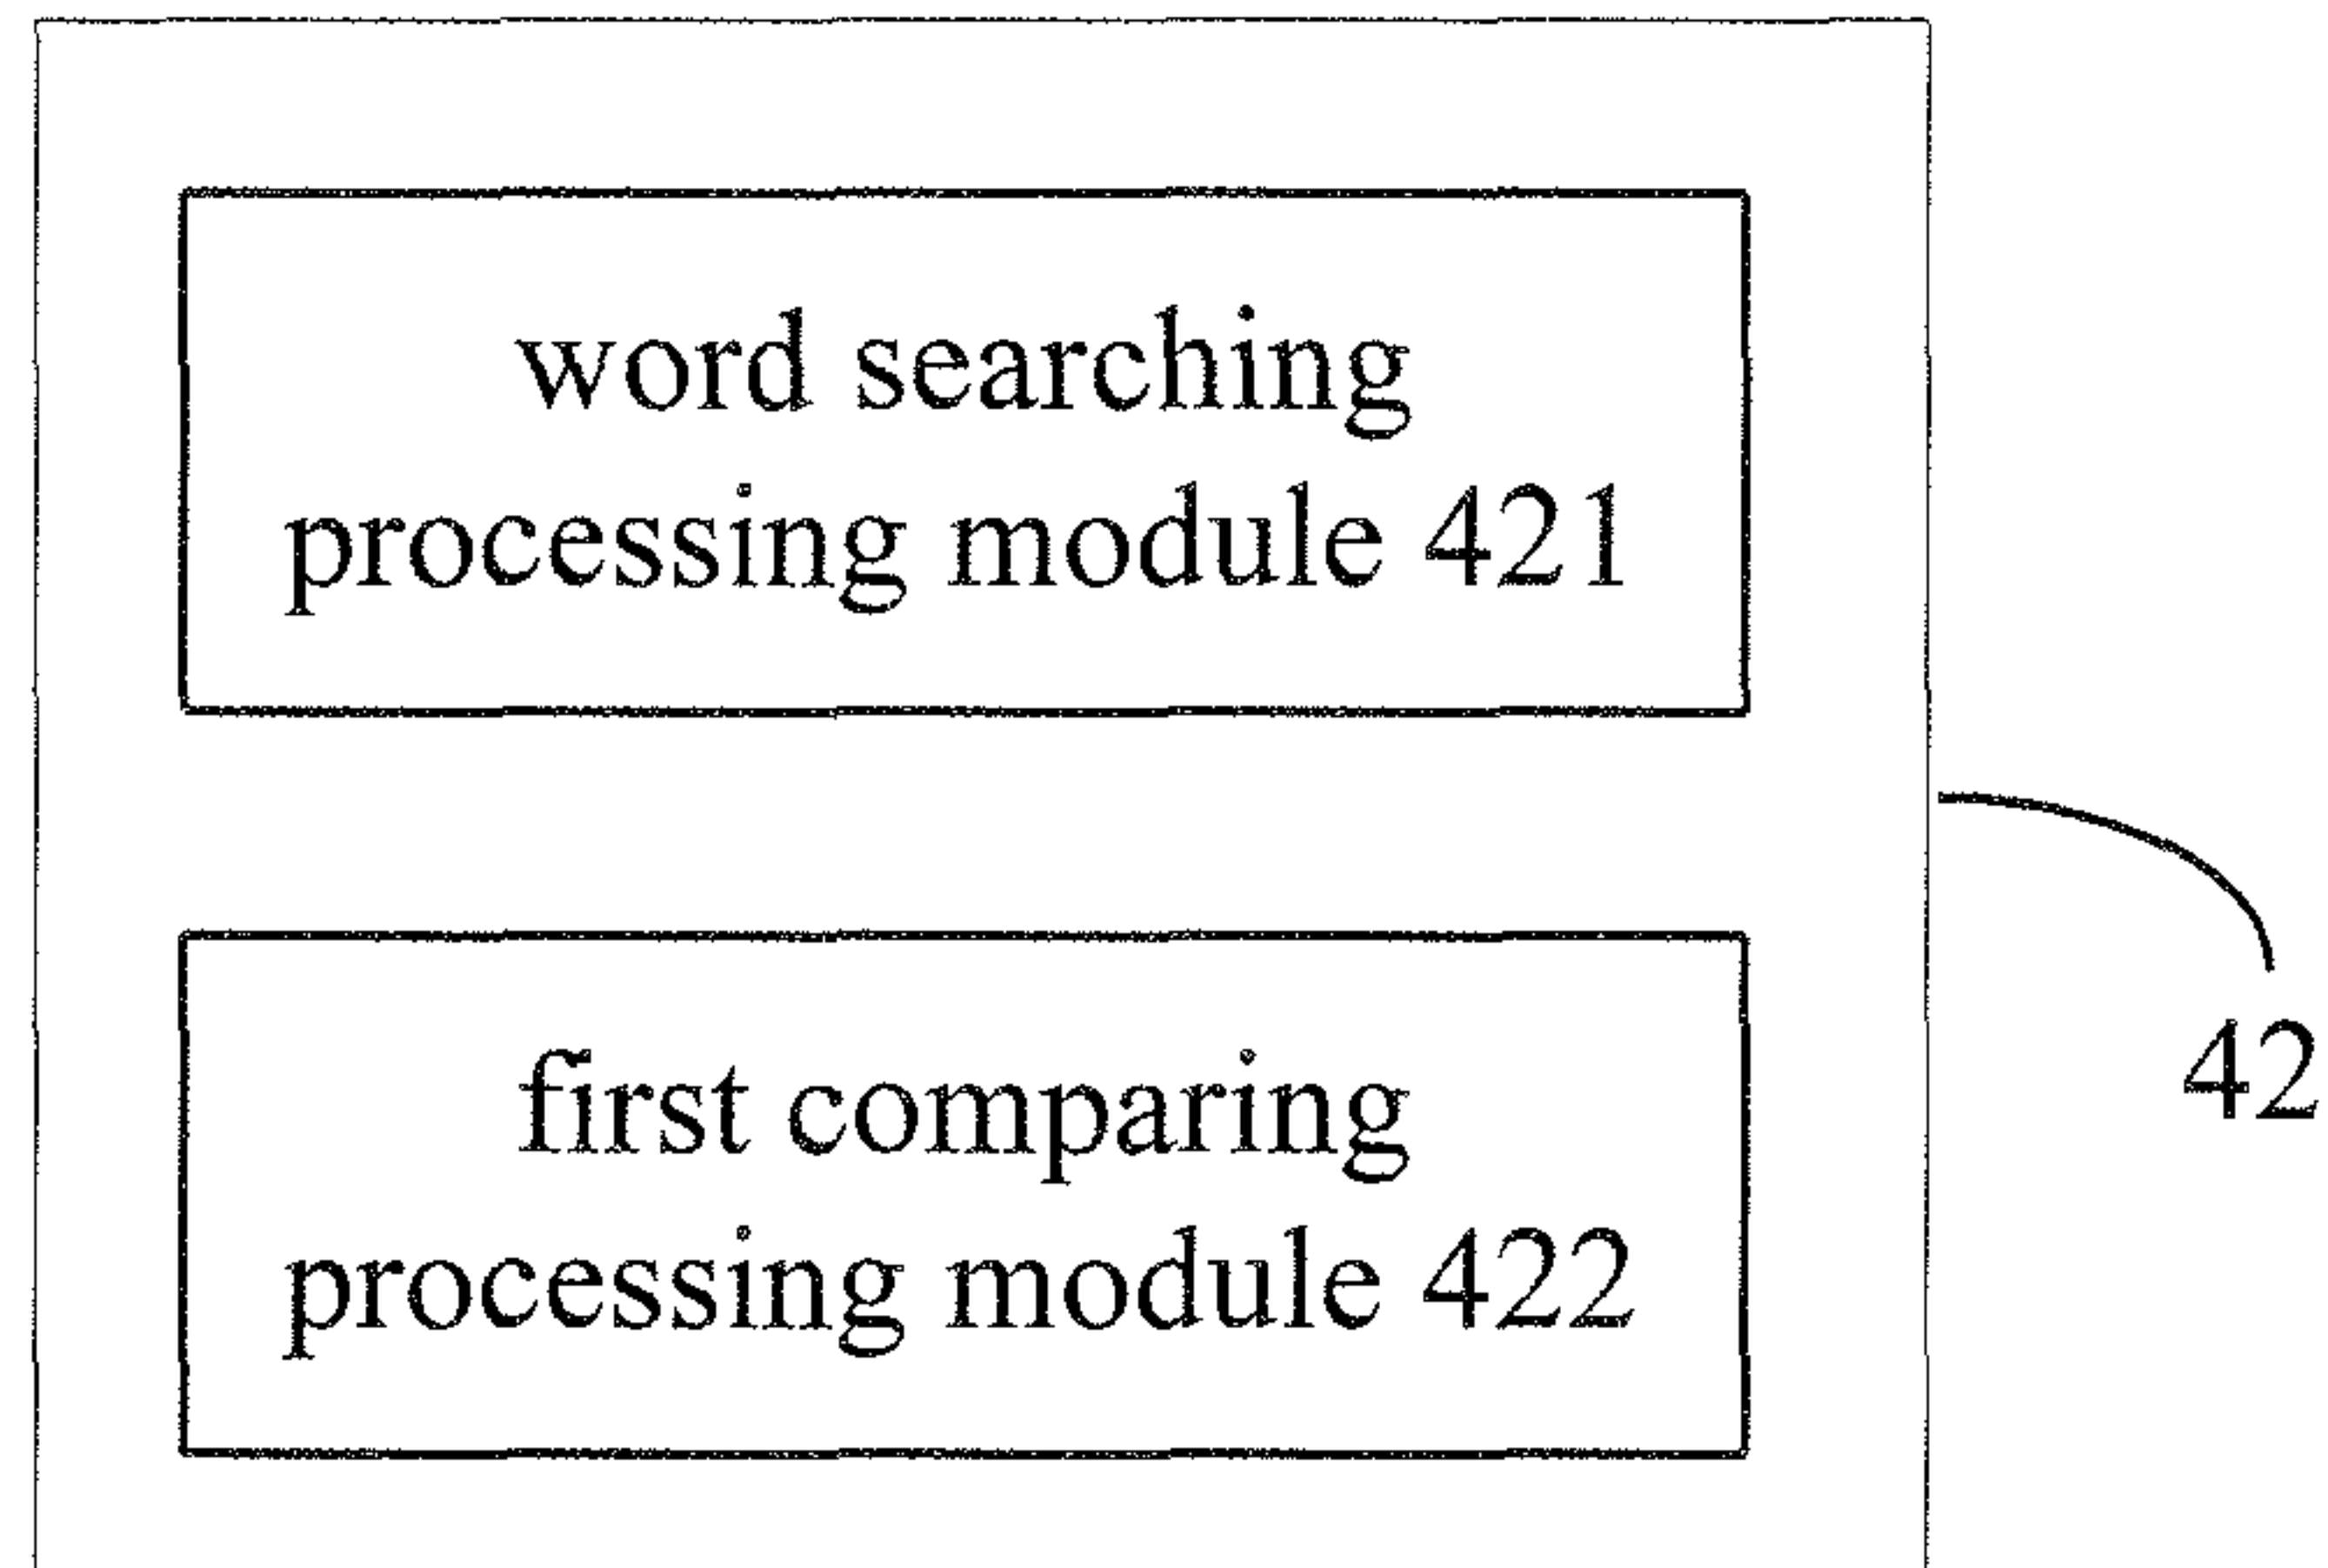 word searching
processing module 421
first comparing
processing module 422
42